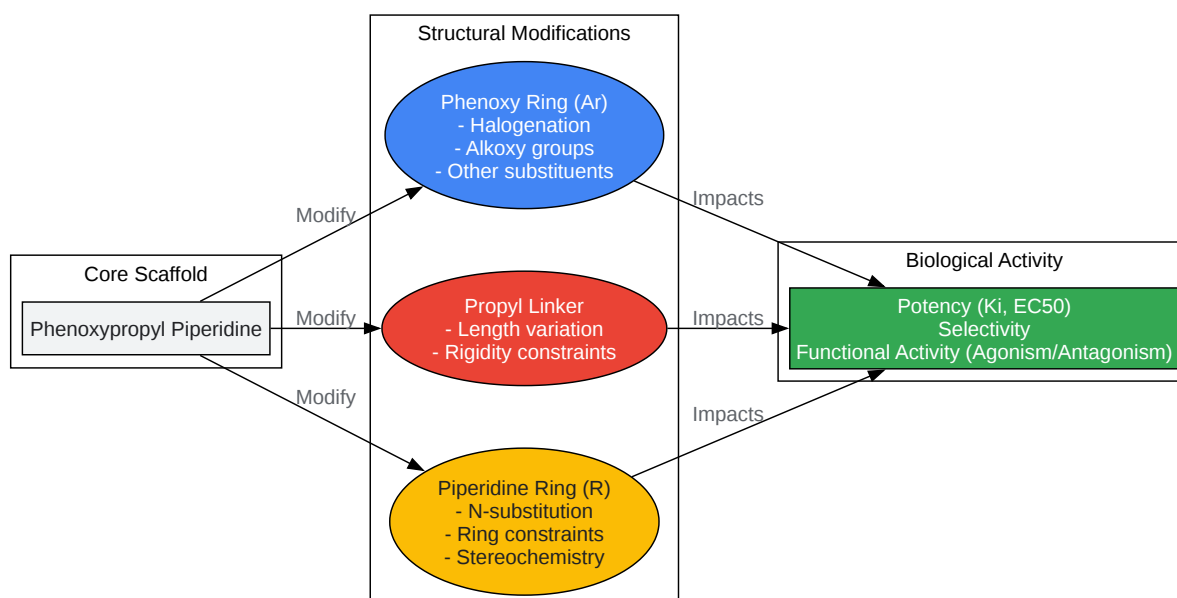 Core Scaffold
Phenoxypropyl Piperidine
Modify
Modify
Modify
Structural Modifications
Phenoxy Ring (Ar)
- Halogenation
- Alkoxy groups
- Other substituents
Propyl Linker
- Length variation
- Rigidity constraints
Piperidine Ring (R)
- N-substitution
- Ring constraints
- Stereochemistry
Impacts
Impacts
Impacts
Biological Activity
Potency (Ki, EC50)
Selectivity
Functional Activity (Agonism/Antagonism)